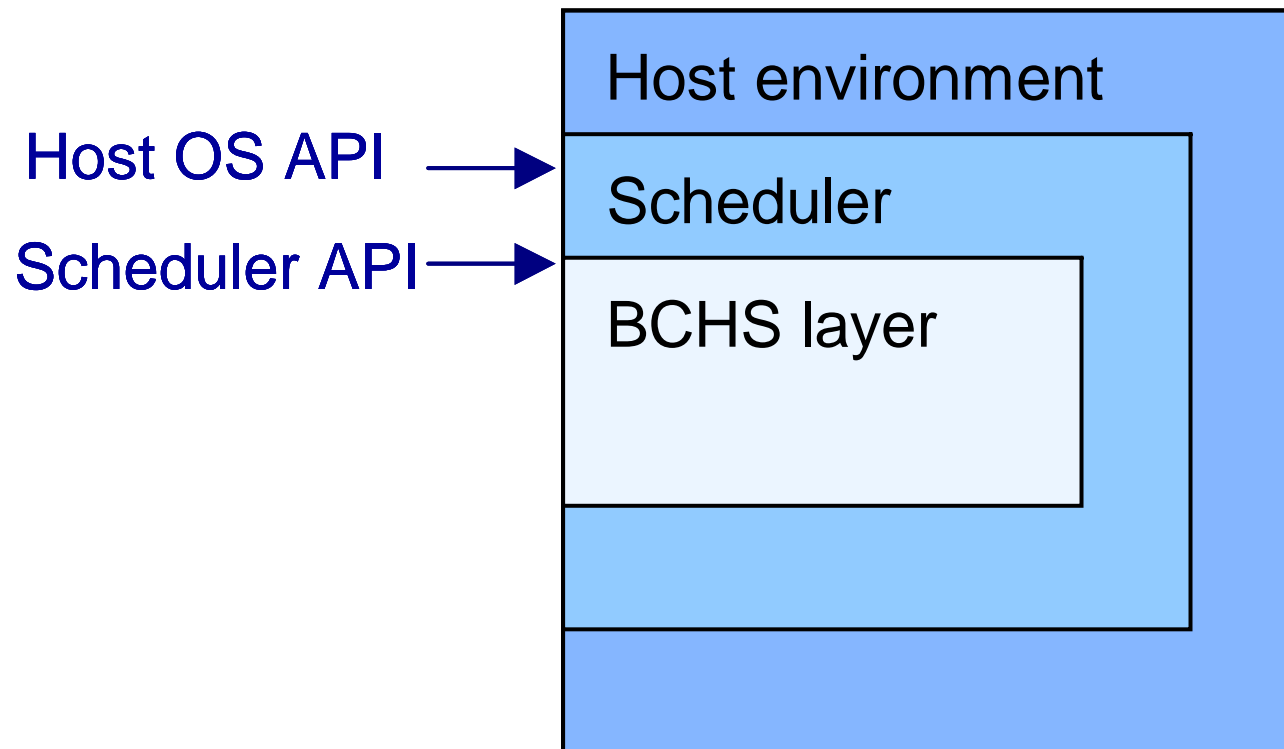 Host environment
Host OS API
Scheduler
Scheduler API
BCHS layer